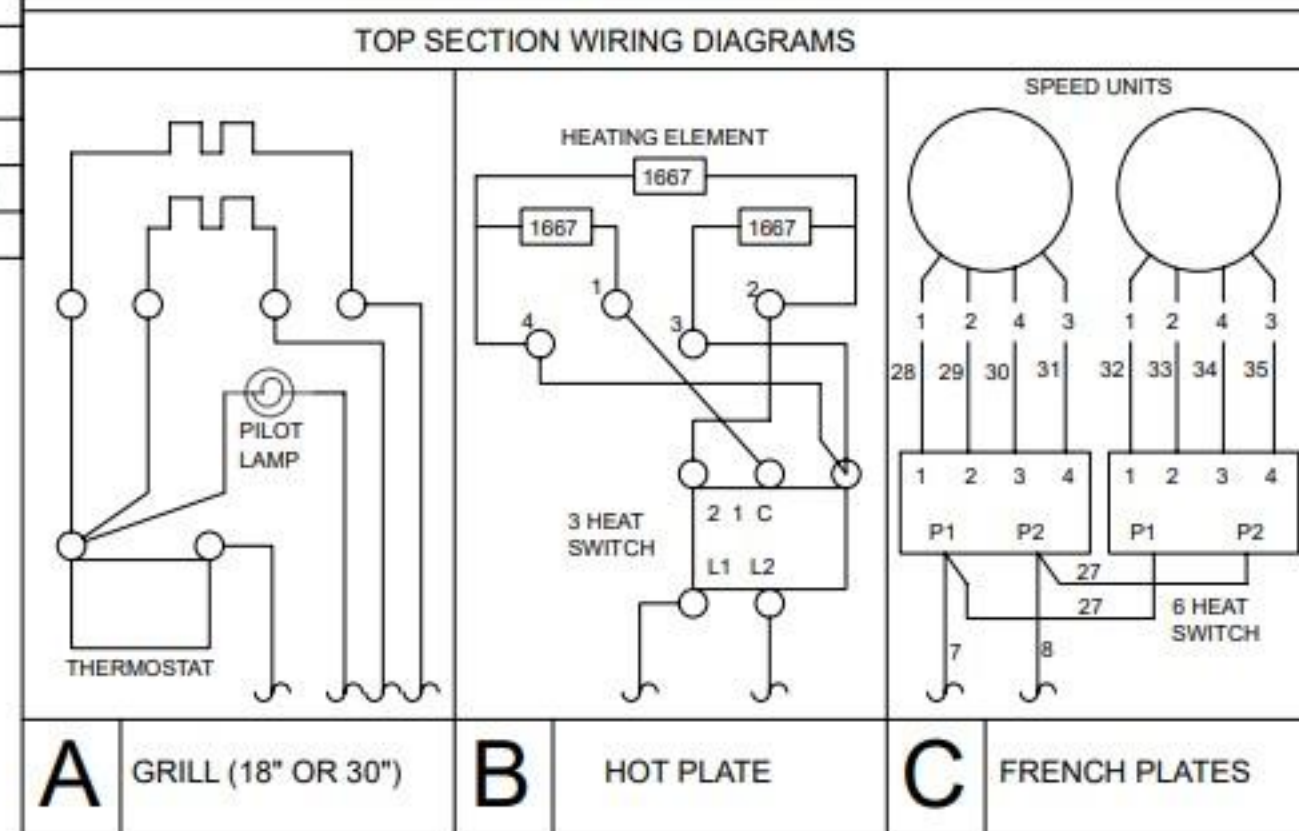 TOP SECTION WIRING DIAGRAMS
PILOT
LAMP
THERMOSTAT
A
GRILL (18" OR 30")
HEATING ELEMENT
1667
1667
1667
1
2
4
3
3 HEAT
SWITCH
2 1 C
L1 L2
B
HOT PLATE
SPEED UNITS
1 2 4 3
1 2 4 3
28 29 30 31
32 33 34 35
1 2 3 4
1 2 3 4
P1 P2
P1 P2
27
27
6 HEAT
SWITCH
7
8
C
FRENCH PLATES